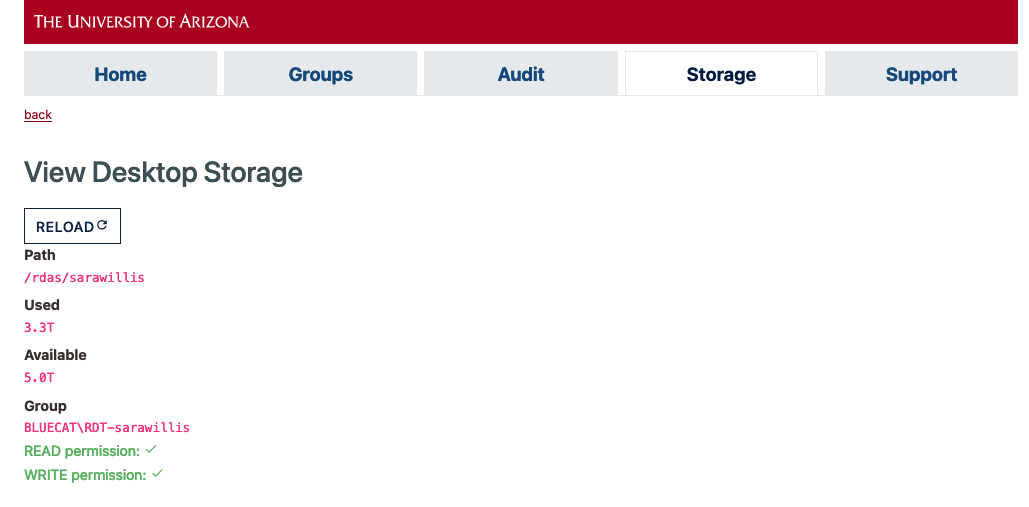 THE UNIVERSITY OF ARIZONA
Home Groups Audit Storage Support
back
View Desktop Storage
RELOAD
Path
/rdas/sarawillis
Used
3.3T
Available
5.0T
Group
BLUECAT\RDT-sarawillis
READ permission: ✓
WRITE permission: ✓